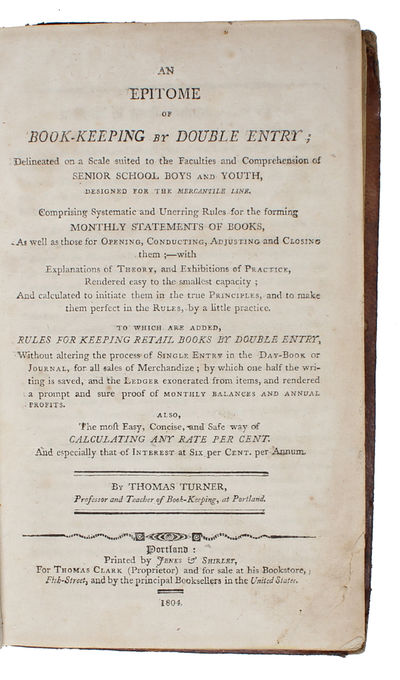 AN
EPITOME
OF
BOOK-KEEPING BY DOUBLE ENTRY;
Delineated on a Scale suited to the Faculties and Comprehension of
SENIOR SCHOOL BOYS AND YOUTH,
DESIGNED FOR THE MERCANTILE LINE.
Comprising Systematic and Unerring Rules for the forming
MONTHLY STATEMENTS OF BOOKS,
As well as those for OPENING, CONDUCTING, ADJUSTING and CLOSING
them;—with
Explanations of THEORY, and Exhibitions of PRACTICE,
Rendered easy to the smallest capacity;
And calculated to initiate them in the true PRINCIPLES, and to make
them perfect in the RULES, by a little practice.
TO WHICH ARE ADDED,
RULES FOR KEEPING RETAIL BOOKS BY DOUBLE ENTRY,
Without altering the process of SINGLE ENTRY in the DAY-BOOK or
JOURNAL, for all sales of Merchandize; by which one half the wri-
ting is saved, and the LEDGER exonerated from items, and rendered
a prompt and sure proof of MONTHLY BALANCES AND ANNUAL
PROFITS.
ALSO,
The moſt Easy, Concise, and Safe way of
CALCULATING ANY RATE PER CENT.
And especially that of INTEREST at SIX per CENT. per Annum.
BY THOMAS TURNER,
Professor and Teacher of Book-Keeping, at Portland.
Portland:
Printed by JENKS & SHIRLEY,
For THOMAS CLARK (Proprietor) and for sale at his Bookstore,
Fish-Street, and by the principal Booksellers in the United States.
1804.